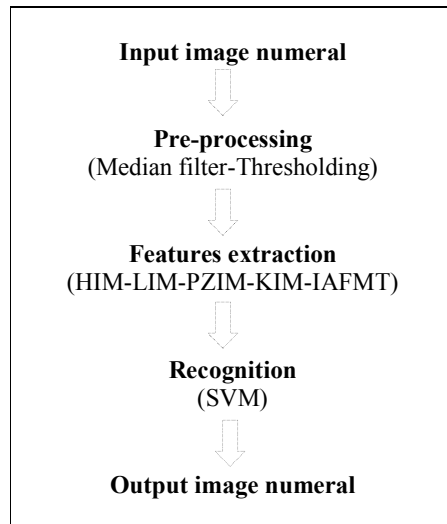 Input image numeral
Pre-processing
(Median filter-Thresholding)
Features extraction
(HIM-LIM-PZIM-KIM-IAFMT)
Recognition
(SVM)
Output image numeral